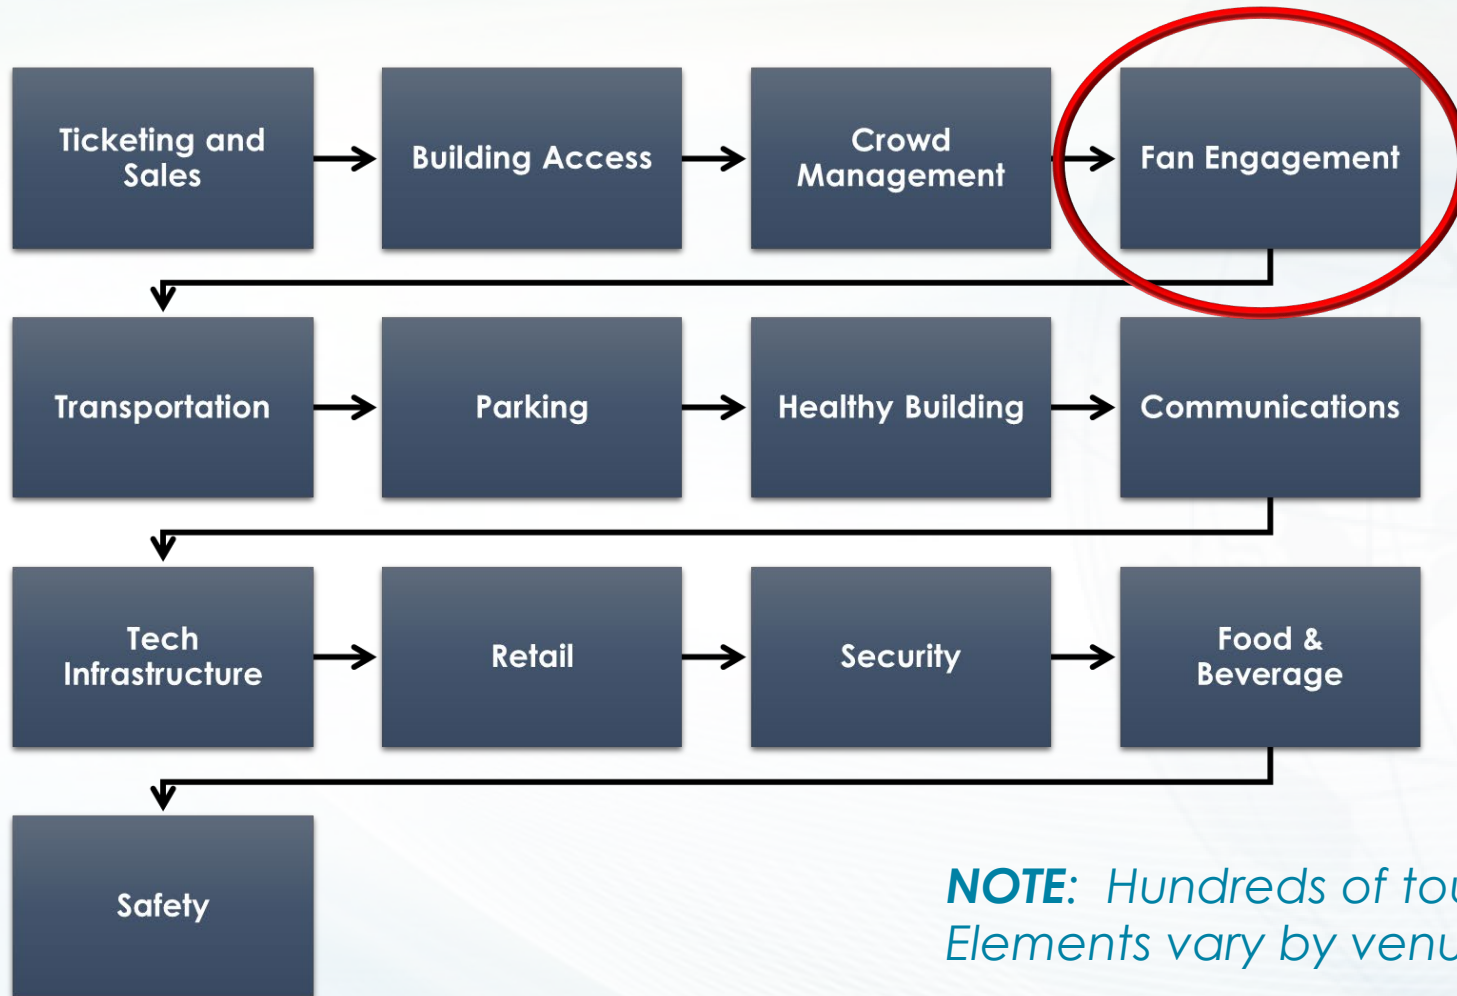 Ticketing and
Sales
Building Access
Crowd
Management
Fan Engagement
Transportation
Parking
Healthy Building
Communications
Tech
Infrastructure
Retail
Security
Food &
Beverage
Safety
NOTE: Hundreds of
Elements vary by